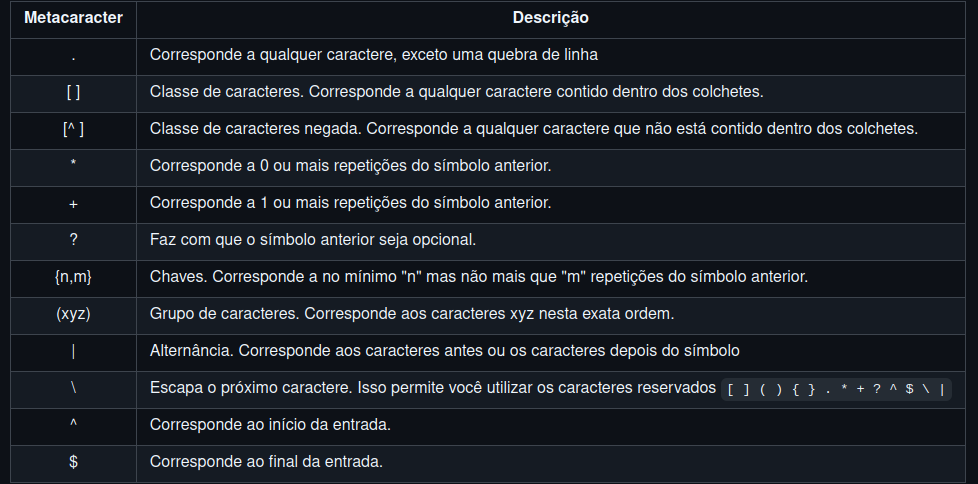 Metacaracter Descrição
. Corresponde a qualquer caractere, exceto uma quebra de linha
[ ] Classe de caracteres. Corresponde a qualquer caractere contido dentro dos colchetes.
[^ ] Classe de caracteres negada. Corresponde a qualquer caractere que não está contido dentro dos colchetes.
* Corresponde a 0 ou mais repetições do símbolo anterior.
+ Corresponde a 1 ou mais repetições do símbolo anterior.
? Faz com que o símbolo anterior seja opcional.
{n,m} Chaves. Corresponde a no mínimo "n" mas não mais que "m" repetições do símbolo anterior.
(xyz) Grupo de caracteres. Corresponde aos caracteres xyz nesta exata ordem.
| Alternância. Corresponde aos caracteres antes ou os caracteres depois do símbolo
\ Escapa o próximo caractere. Isso permite você utilizar os caracteres reservados [ ] ( ) { } . * + ? ^ $ \ |
^ Corresponde ao início da entrada.
$ Corresponde ao final da entrada.